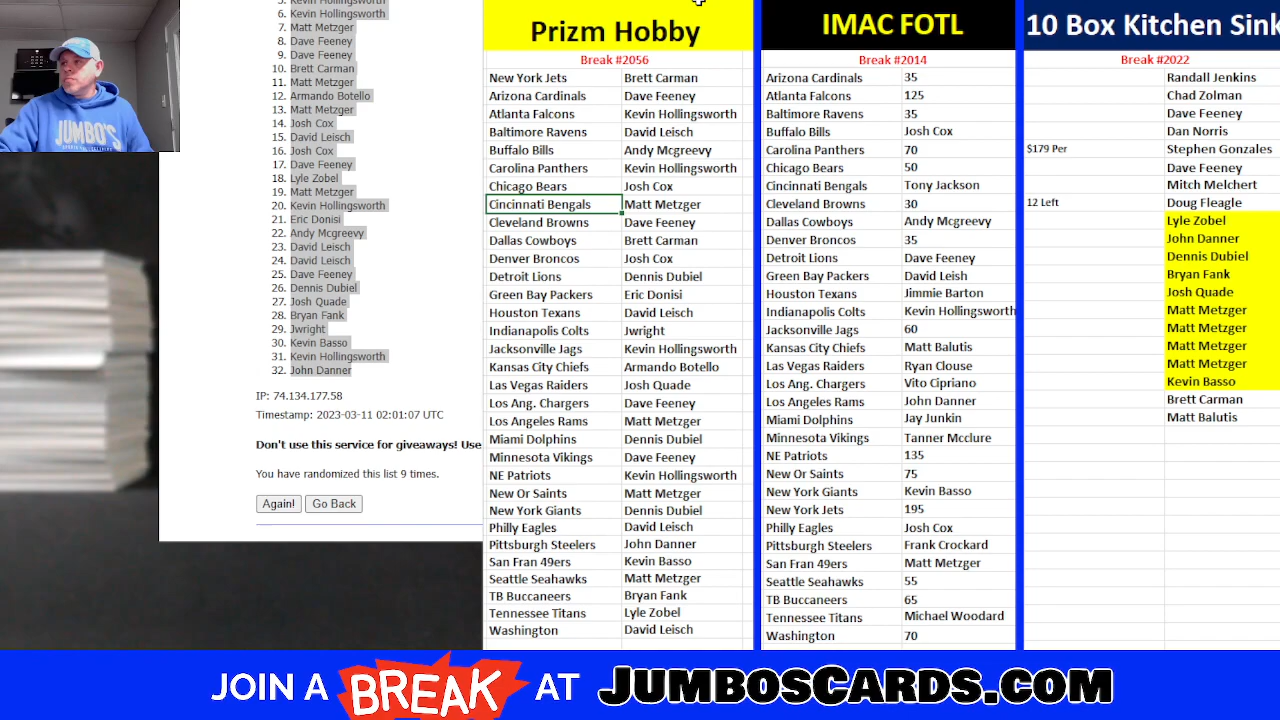 6. Kevin Hollingsworth
7. Matt Metzger
8. Dave Feeney
9. Dave Feeney
10. Brett Carman
11. Matt Metzger
12. Armando Botello
13. Matt Metzger
14. Josh Cox
15. David Leisch
16. Josh Cox
17. Dave Feeney
18. Lyle Zobel
19. Matt Metzger
20. Kevin Hollingsworth
21. Eric Donisi
22. Andy Mcgreevy
23. David Leisch
24. David Leisch
25. Dave Feeney
26. Dennis Dubiel
27. Josh Quade
28. Bryan Fank
29. Jwright
30. Kevin Basso
31. Kevin Hollingsworth
32. John Danner
IP: 74.134.177.58
Timestamp: 2023-03-11 02:01:07 UTC
Don't use this service for giveaways! Use
You have randomized this list 9 times.
Again! Go Back
JUMBO'S
Prizm Hobby
Break #2056
New York Jets Brett Carman
Arizona Cardinals Dave Feeney
Atlanta Falcons Kevin Hollingsworth
Baltimore Ravens David Leisch
Buffalo Bills Andy Mcgreevy
Carolina Panthers Kevin Hollingsworth
Chicago Bears Josh Cox
Cincinnati Bengals Matt Metzger
Cleveland Browns Dave Feeney
Dallas Cowboys Brett Carman
Denver Broncos Josh Cox
Detroit Lions Dennis Dubiel
Green Bay Packers Eric Donisi
Houston Texans David Leisch
Indianapolis Colts Jwright
Jacksonville Jags Kevin Hollingsworth
Kansas City Chiefs Armando Botello
Las Vegas Raiders Josh Quade
Los Ang. Chargers Dave Feeney
Los Angeles Rams Matt Metzger
Miami Dolphins Dennis Dubiel
Minnesota Vikings Dave Feeney
NE Patriots Kevin Hollingsworth
New Or Saints Matt Metzger
New York Giants Dennis Dubiel
Philly Eagles David Leisch
Pittsburgh Steelers John Danner
San Fran 49ers Kevin Basso
Seattle Seahawks Matt Metzger
TB Buccaneers Bryan Fank
Tennessee Titans Lyle Zobel
Washington David Leisch
IMAC FOTL
Break #2014
Arizona Cardinals 35
Atlanta Falcons 125
Baltimore Ravens 35
Buffalo Bills Josh Cox
Carolina Panthers 70
Chicago Bears 50
Cincinnati Bengals Tony Jackson
Cleveland Browns 30
Dallas Cowboys Andy Mcgreevy
Denver Broncos 35
Detroit Lions Dave Feeney
Green Bay Packers David Leish
Houston Texans Jimmie Barton
Indianapolis Colts Kevin Hollingsworth
Jacksonville Jags 60
Kansas City Chiefs Matt Balutis
Las Vegas Raiders Ryan Clouse
Los Ang. Chargers Vito Cipriano
Los Angeles Rams John Danner
Miami Dolphins Jay Junkin
Minnesota Vikings Tanner Mcclure
NE Patriots 135
New Or Saints 75
New York Giants Kevin Basso
New York Jets 195
Philly Eagles Josh Cox
Pittsburgh Steelers Frank Crockard
San Fran 49ers Matt Metzger
Seattle Seahawks 55
TB Buccaneers 65
Tennessee Titans Michael Woodard
Washington 70
10 Box Kitchen Sink
Break #2022
Randall Jenkins
Chad Zolman
Dave Feeney
Dan Norris
$179 Per Stephen Gonzales
Dave Feeney
Mitch Melchert
12 Left Doug Fleagle
Lyle Zobel
John Danner
Dennis Dubiel
Bryan Fank
Josh Quade
Matt Metzger
Matt Metzger
Matt Metzger
Matt Metzger
Kevin Basso
Brett Carman
Matt Balutis
JOIN A BREAK AT JUMBOSCARDS.COM